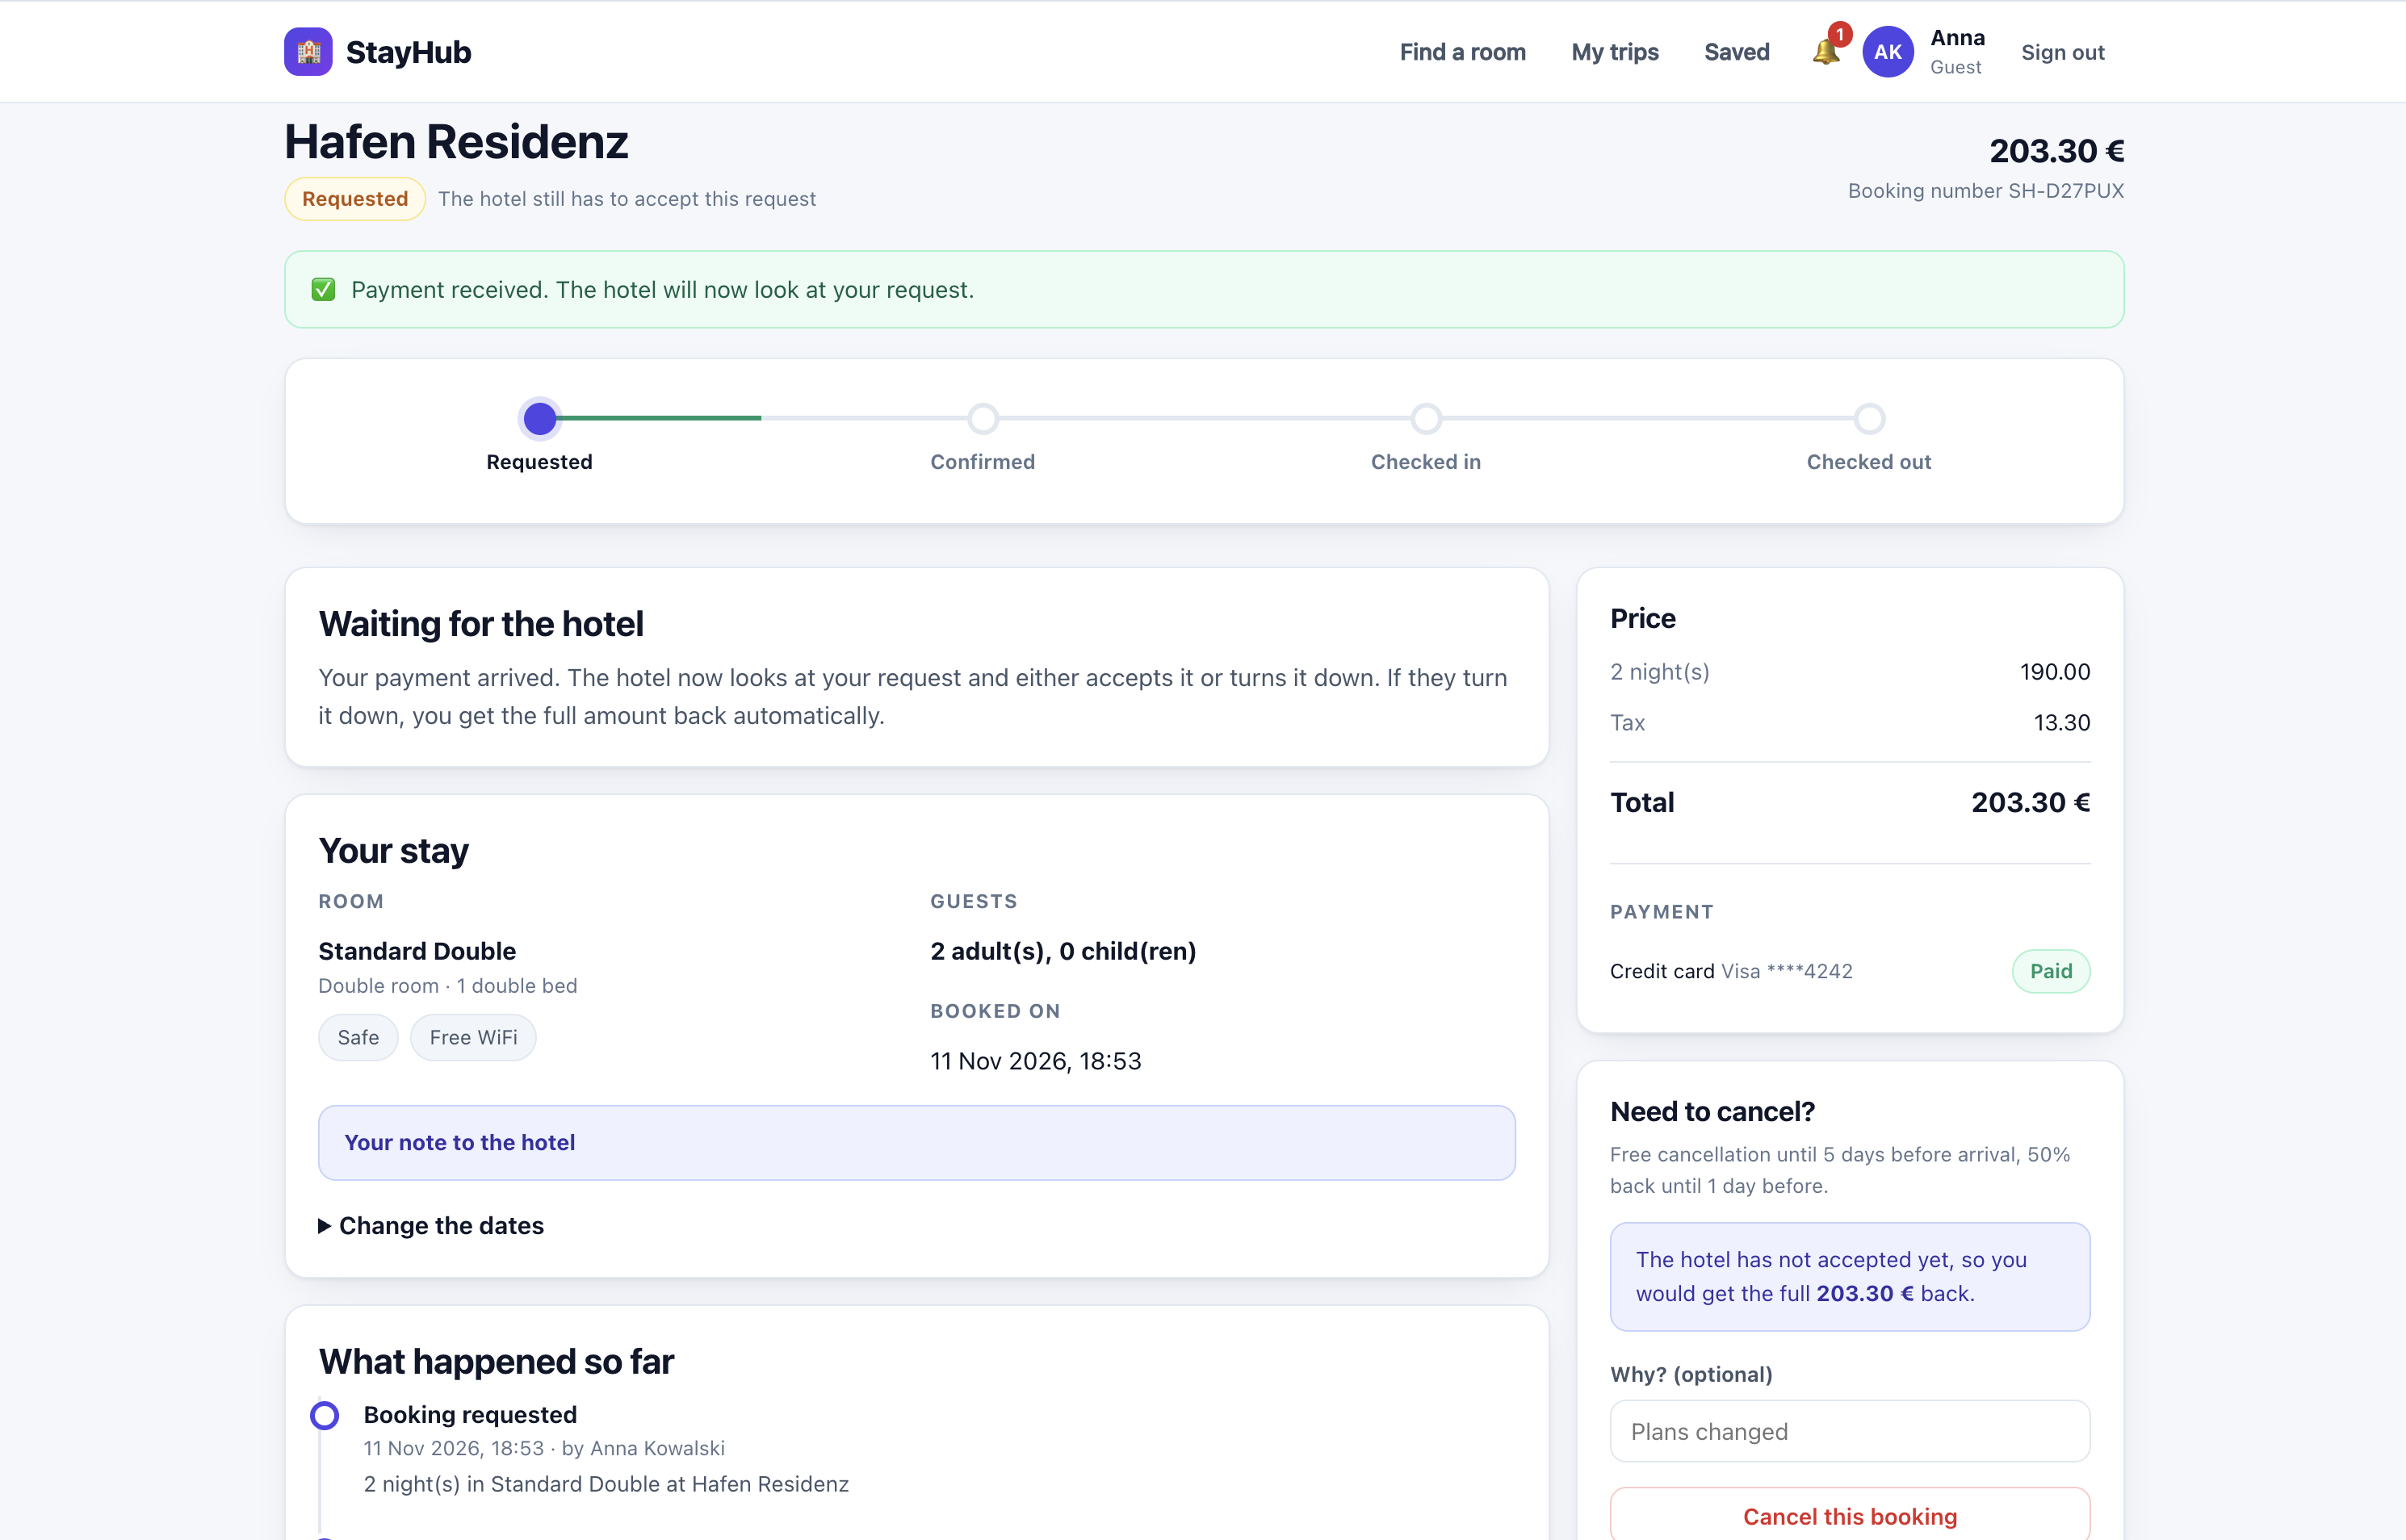 StayHub
Find a room
My trips
Saved
1
AK
Anna
Guest
Sign out
Hafen Residenz
203.30 €
Requested
The hotel still has to accept this request
Booking number SH-D27PUX
Payment received. The hotel will now look at your request.
Requested
Confirmed
Checked in
Checked out
Waiting for the hotel
Your payment arrived. The hotel now looks at your request and either accepts it or turns it down. If they turn
it down, you get the full amount back automatically.
Your stay
ROOM
Standard Double
Double room · 1 double bed
Safe
Free WiFi
GUESTS
2 adult(s), 0 child(ren)
BOOKED ON
11 Nov 2026, 18:53
Your note to the hotel
▶ Change the dates
What happened so far
Booking requested
11 Nov 2026, 18:53 · by Anna Kowalski
2 night(s) in Standard Double at Hafen Residenz
Price
2 night(s) 190.00
Tax 13.30
Total 203.30 €
PAYMENT
Credit card Visa ****4242 Paid
Need to cancel?
Free cancellation until 5 days before arrival, 50%
back until 1 day before.
The hotel has not accepted yet, so you
would get the full 203.30 € back.
Why? (optional)
Plans changed
Cancel this booking